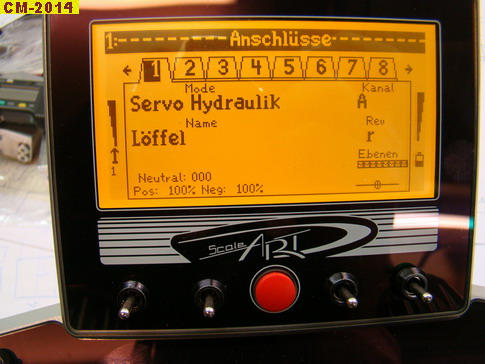 CM-2014
1: Anschlüsse
1 2 3 4 5 6 7 8
Mode Kanal
Servo Hydraulik A
Name Rev
Löffel r
Ebenen
1
Neutral: 000
Pos: 100% Neg: 100%
Scale ART